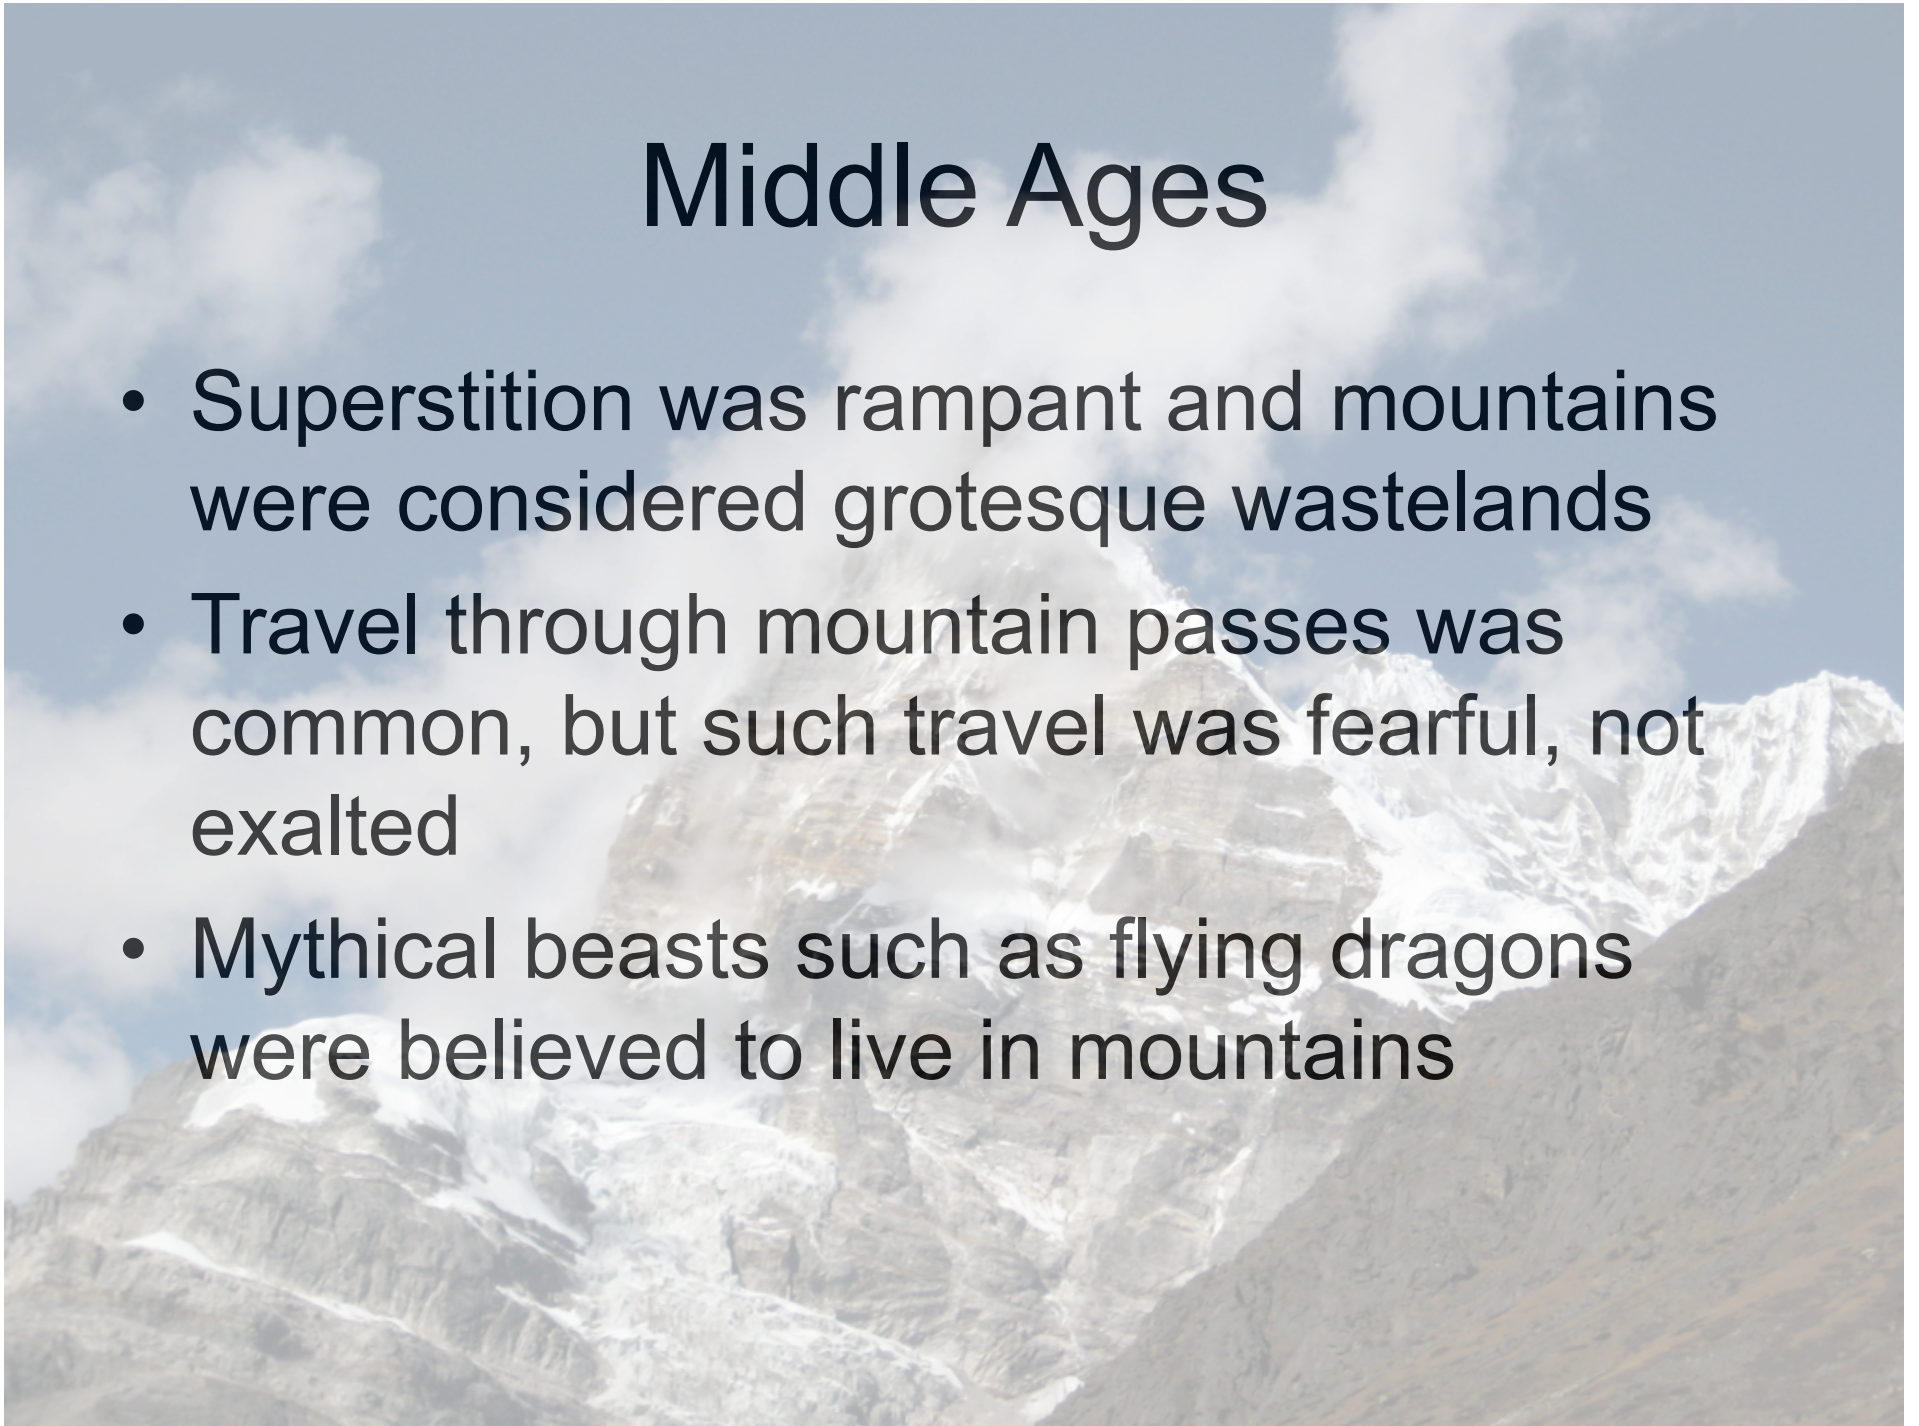 Middle Ages
• Superstition was rampant and mountains
were considered grotesque wastelands
• Travel through mountain passes was
common, but such travel was fearful, not
exalted
• Mythical beasts such as flying dragons
were believed to live in mountains